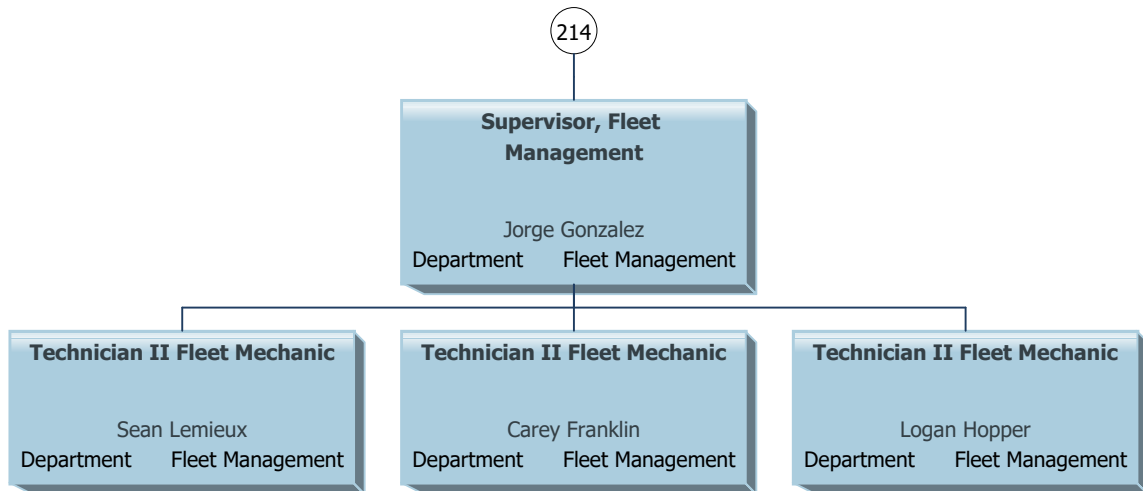 214
Supervisor, Fleet
Management
Jorge Gonzalez
Department Fleet Management
Technician II Fleet Mechanic
Sean Lemieux
Department Fleet Management
Technician II Fleet Mechanic
Carey Franklin
Department Fleet Management
Technician II Fleet Mechanic
Logan Hopper
Department Fleet Management